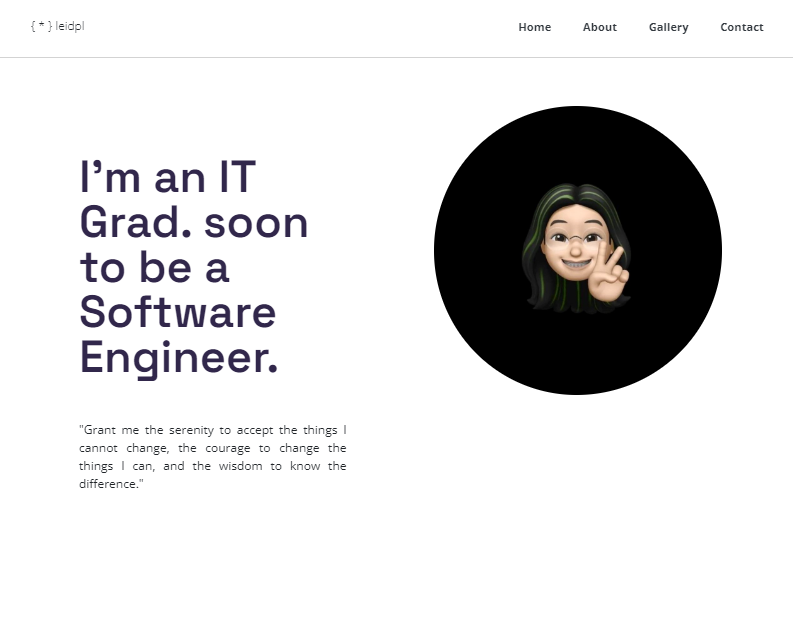 { * } leidpl
Home About Gallery Contact
I’m an IT
Grad. soon
to be a
Software
Engineer.
"Grant me the serenity to accept the things I
cannot change, the courage to change the
things I can, and the wisdom to know the
difference."